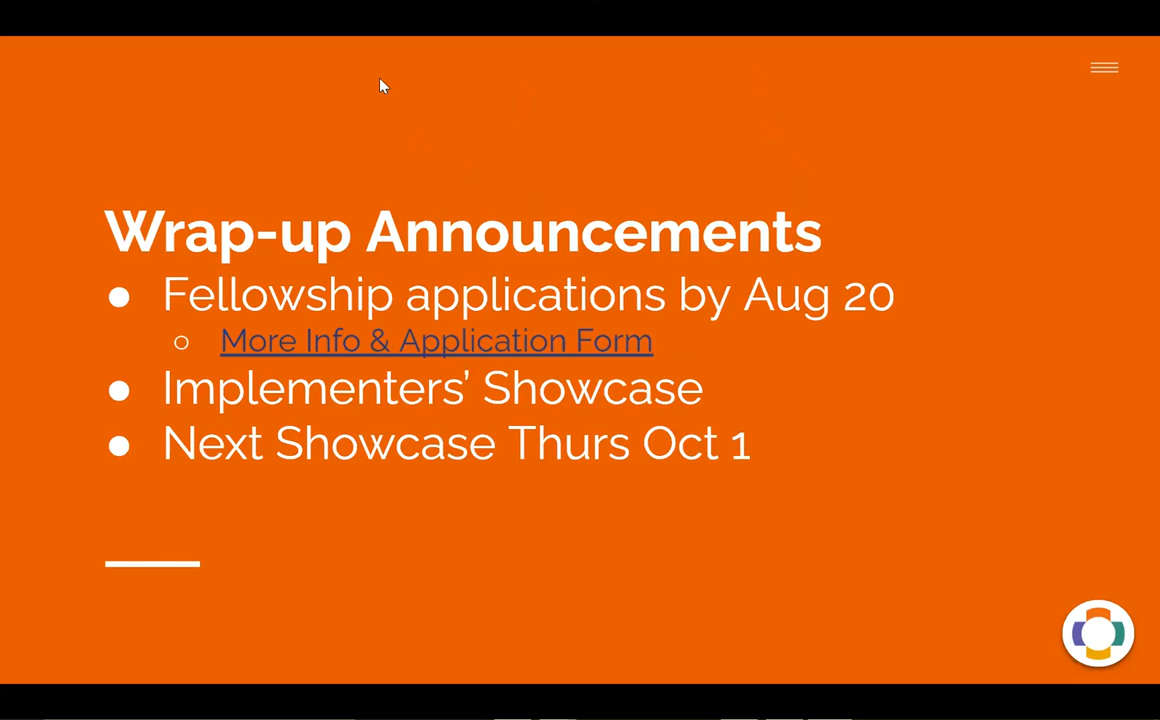 Wrap-up Announcements
● Fellowship applications by Aug 20
○ More Info & Application Form
● Implementers’ Showcase
● Next Showcase Thurs Oct 1